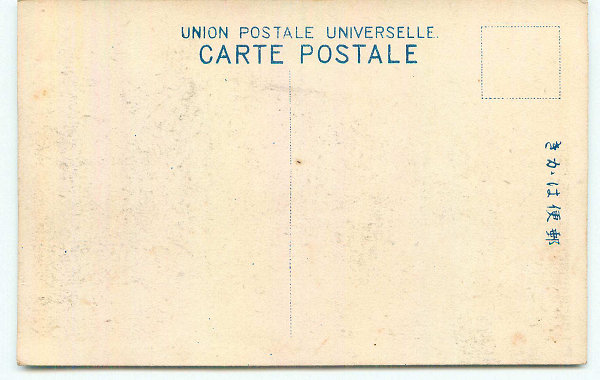 UNION POSTALE UNIVERSELLE.
CARTE POSTALE
きかは便郵